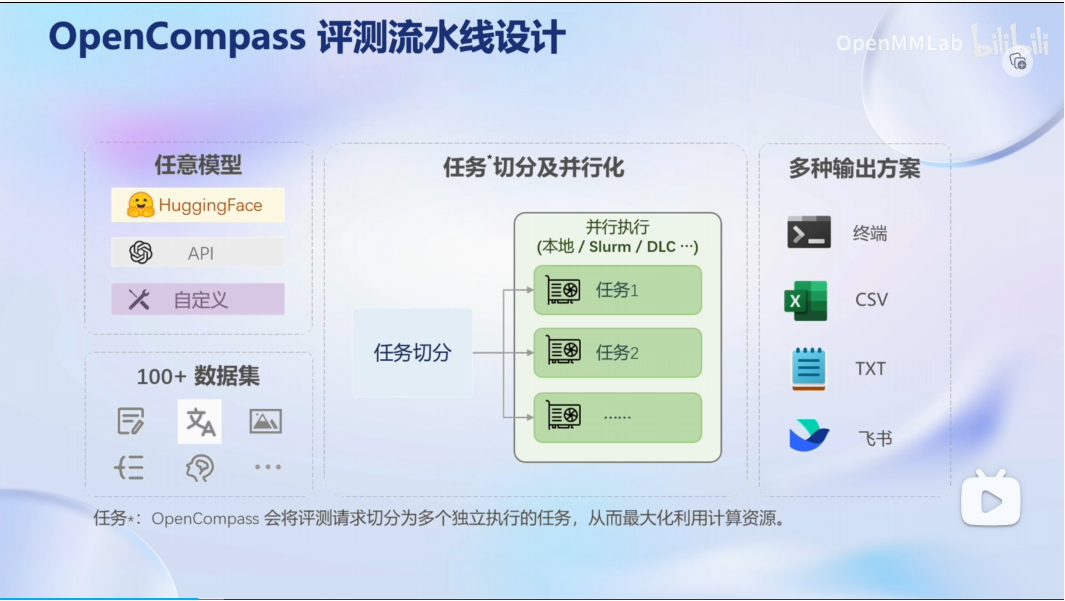 OpenCompass 评测流水线设计
OpenMMLab bilibili
任意模型
HuggingFace
API
自定义
100+ 数据集
文A
任务*切分及并行化
任务切分
并行执行
(本地 / Slurm / DLC ···)
任务1
任务2
······
多种输出方案
终端
X CSV
TXT
飞书
任务*：OpenCompass 会将评测请求切分为多个独立执行的任务，从而最大化利用计算资源。